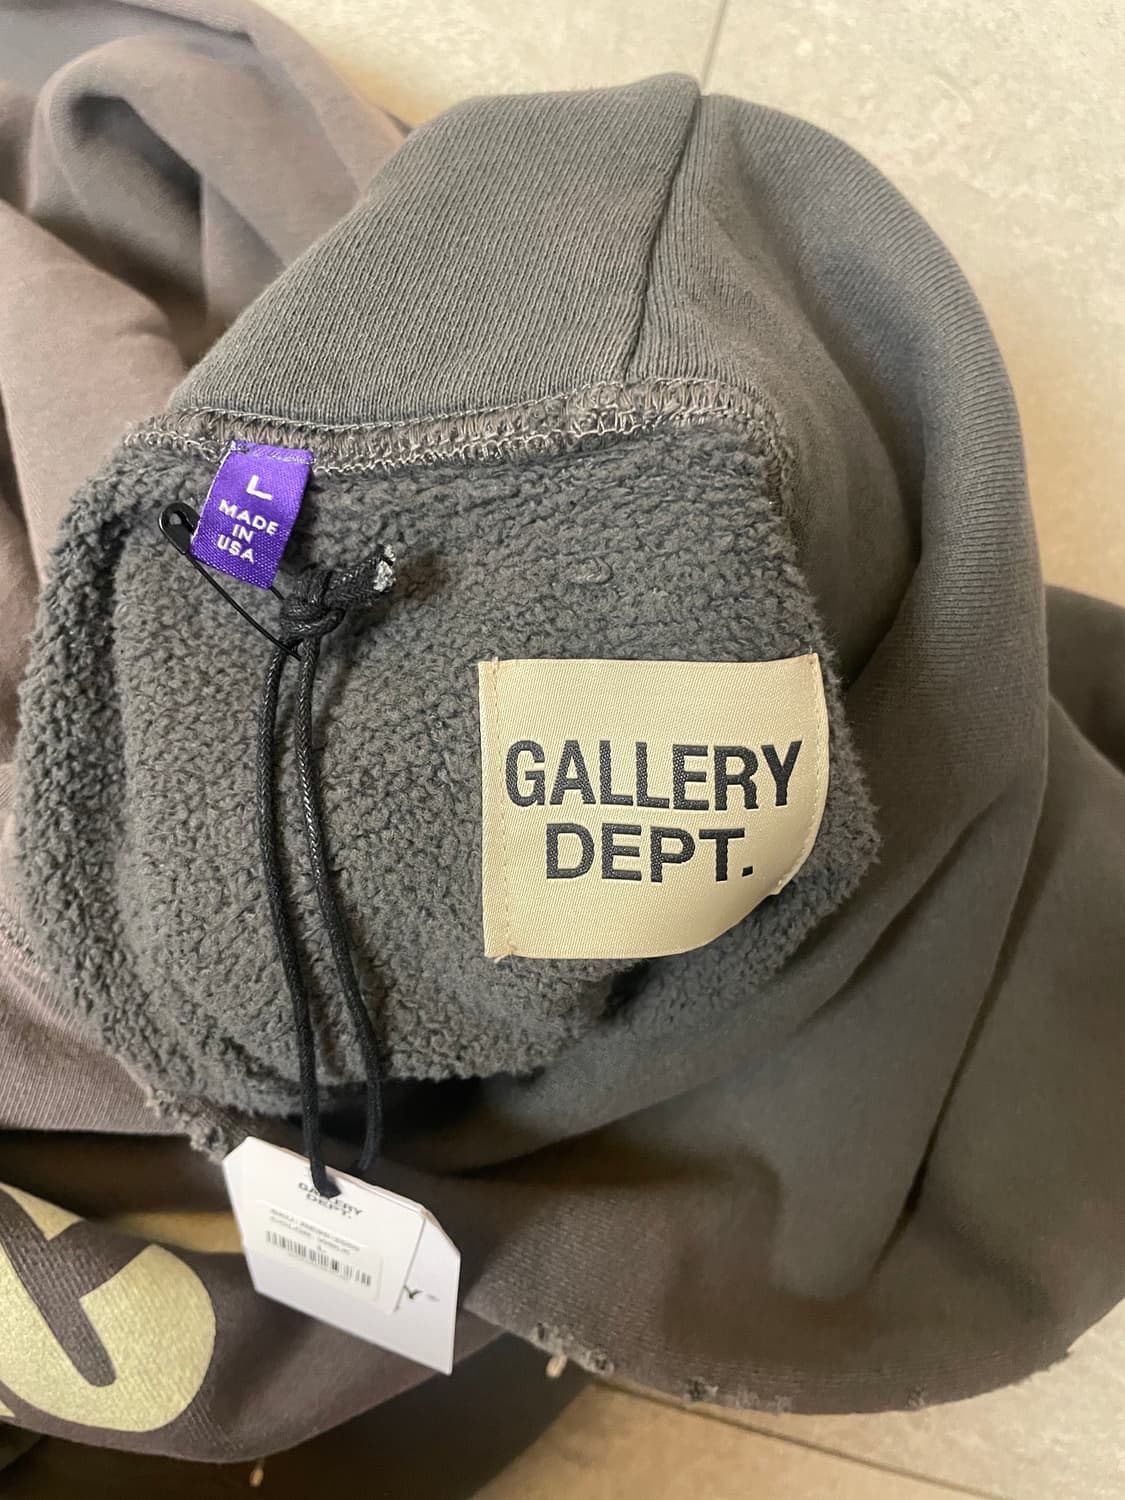 L
MADE
IN
USA
GALLERY
DEPT.
GALLERY
DEPT.
L
Y